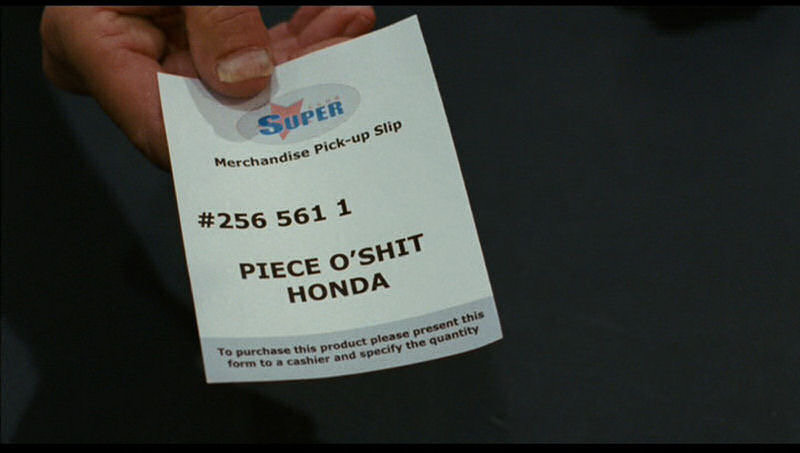 SUPER
Merchandise Pick-up Slip
#256 561 1
PIECE O'SHIT
HONDA
To purchase this product please present this
form to a cashier and specify the quantity